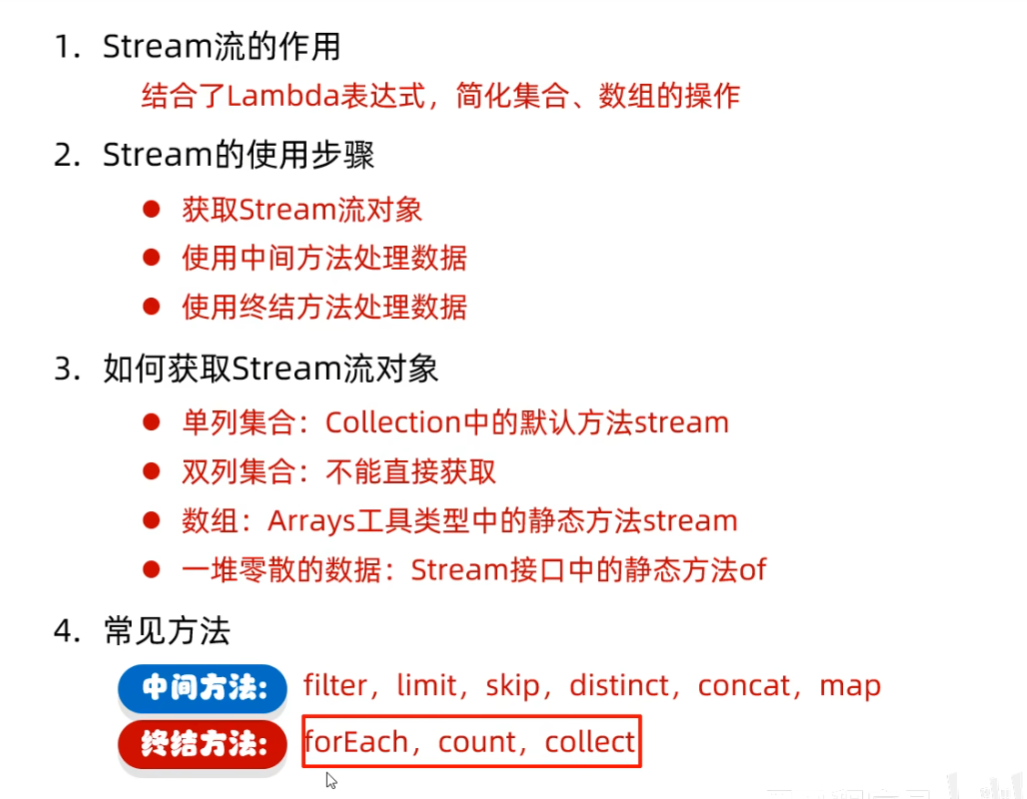 1. Stream流的作用
结合了Lambda表达式，简化集合、数组的操作
2. Stream的使用步骤
● 获取Stream流对象
● 使用中间方法处理数据
● 使用终结方法处理数据
3. 如何获取Stream流对象
● 单列集合：Collection中的默认方法stream
● 双列集合：不能直接获取
● 数组：Arrays工具类型中的静态方法stream
● 一堆零散的数据：Stream接口中的静态方法of
4. 常见方法
中间方法: filter，limit，skip，distinct，concat，map
终结方法: forEach，count，collect